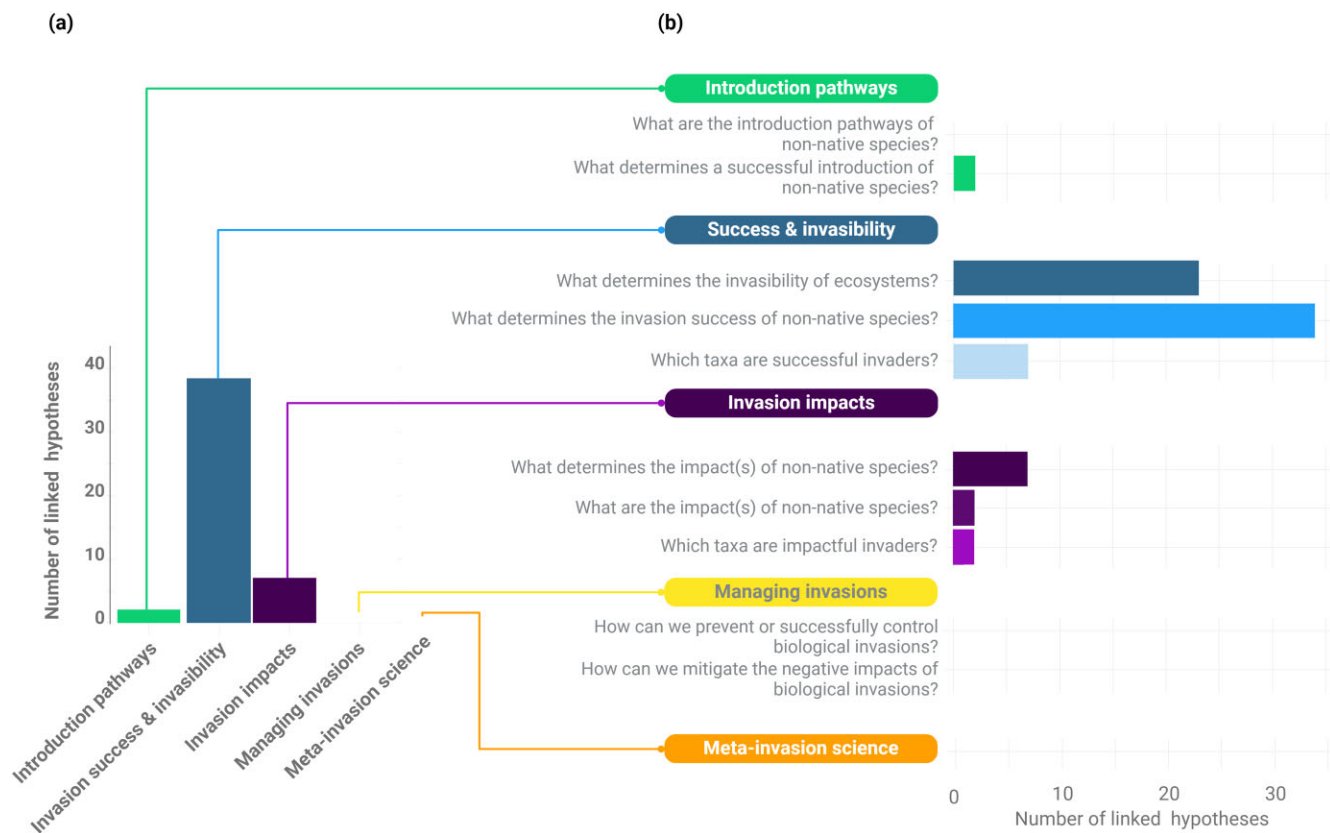 (a)
(b)
Introduction pathways
What are the introduction pathways of
non-native species?
What determines a successful introduction of
non-native species?
Success & invasibility
What determines the invasibility of ecosystems?
What determines the invasion success of non-native species?
Which taxa are successful invaders?
Invasion impacts
What determines the impact(s) of non-native species?
What are the impact(s) of non-native species?
Which taxa are impactful invaders?
Managing invasions
How can we prevent or successfully control
biological invasions?
How can we mitigate the negative impacts of
biological invasions?
Meta-invasion science
0 10 20 30
Number of linked hypotheses
Number of linked hypotheses
40
30
20
10
0
Introduction pathways
Invasion success & invasibility
Invasion impacts
Managing invasions
Meta-invasion science